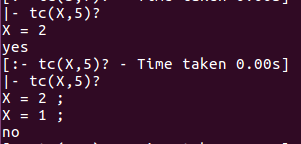 |- tc(X,5)?
X = 2
yes
[:- tc(X,5)? - Time taken 0.00s]
|- tc(X,5)?
X = 2 ;
X = 1 ;
no